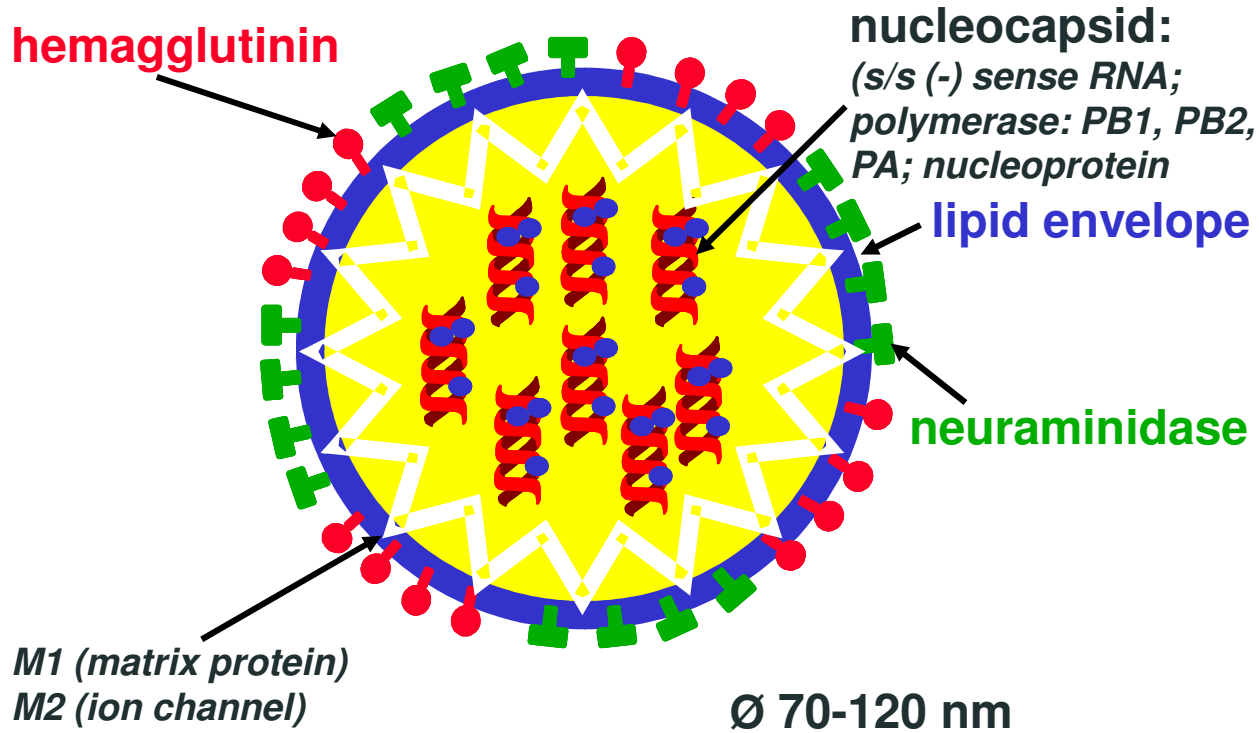 hemagglutinin
nucleocapsid:
(s/s (-) sense RNA;
polymerase: PB1, PB2,
PA; nucleoprotein
lipid envelope
neuraminidase
M1 (matrix protein)
M2 (ion channel)
Ø 70-120 nm